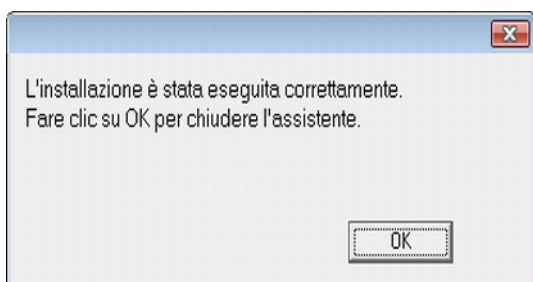 L'installazione è stata eseguita correttamente.
Fare clic su OK per chiudere l'assistente.
OK